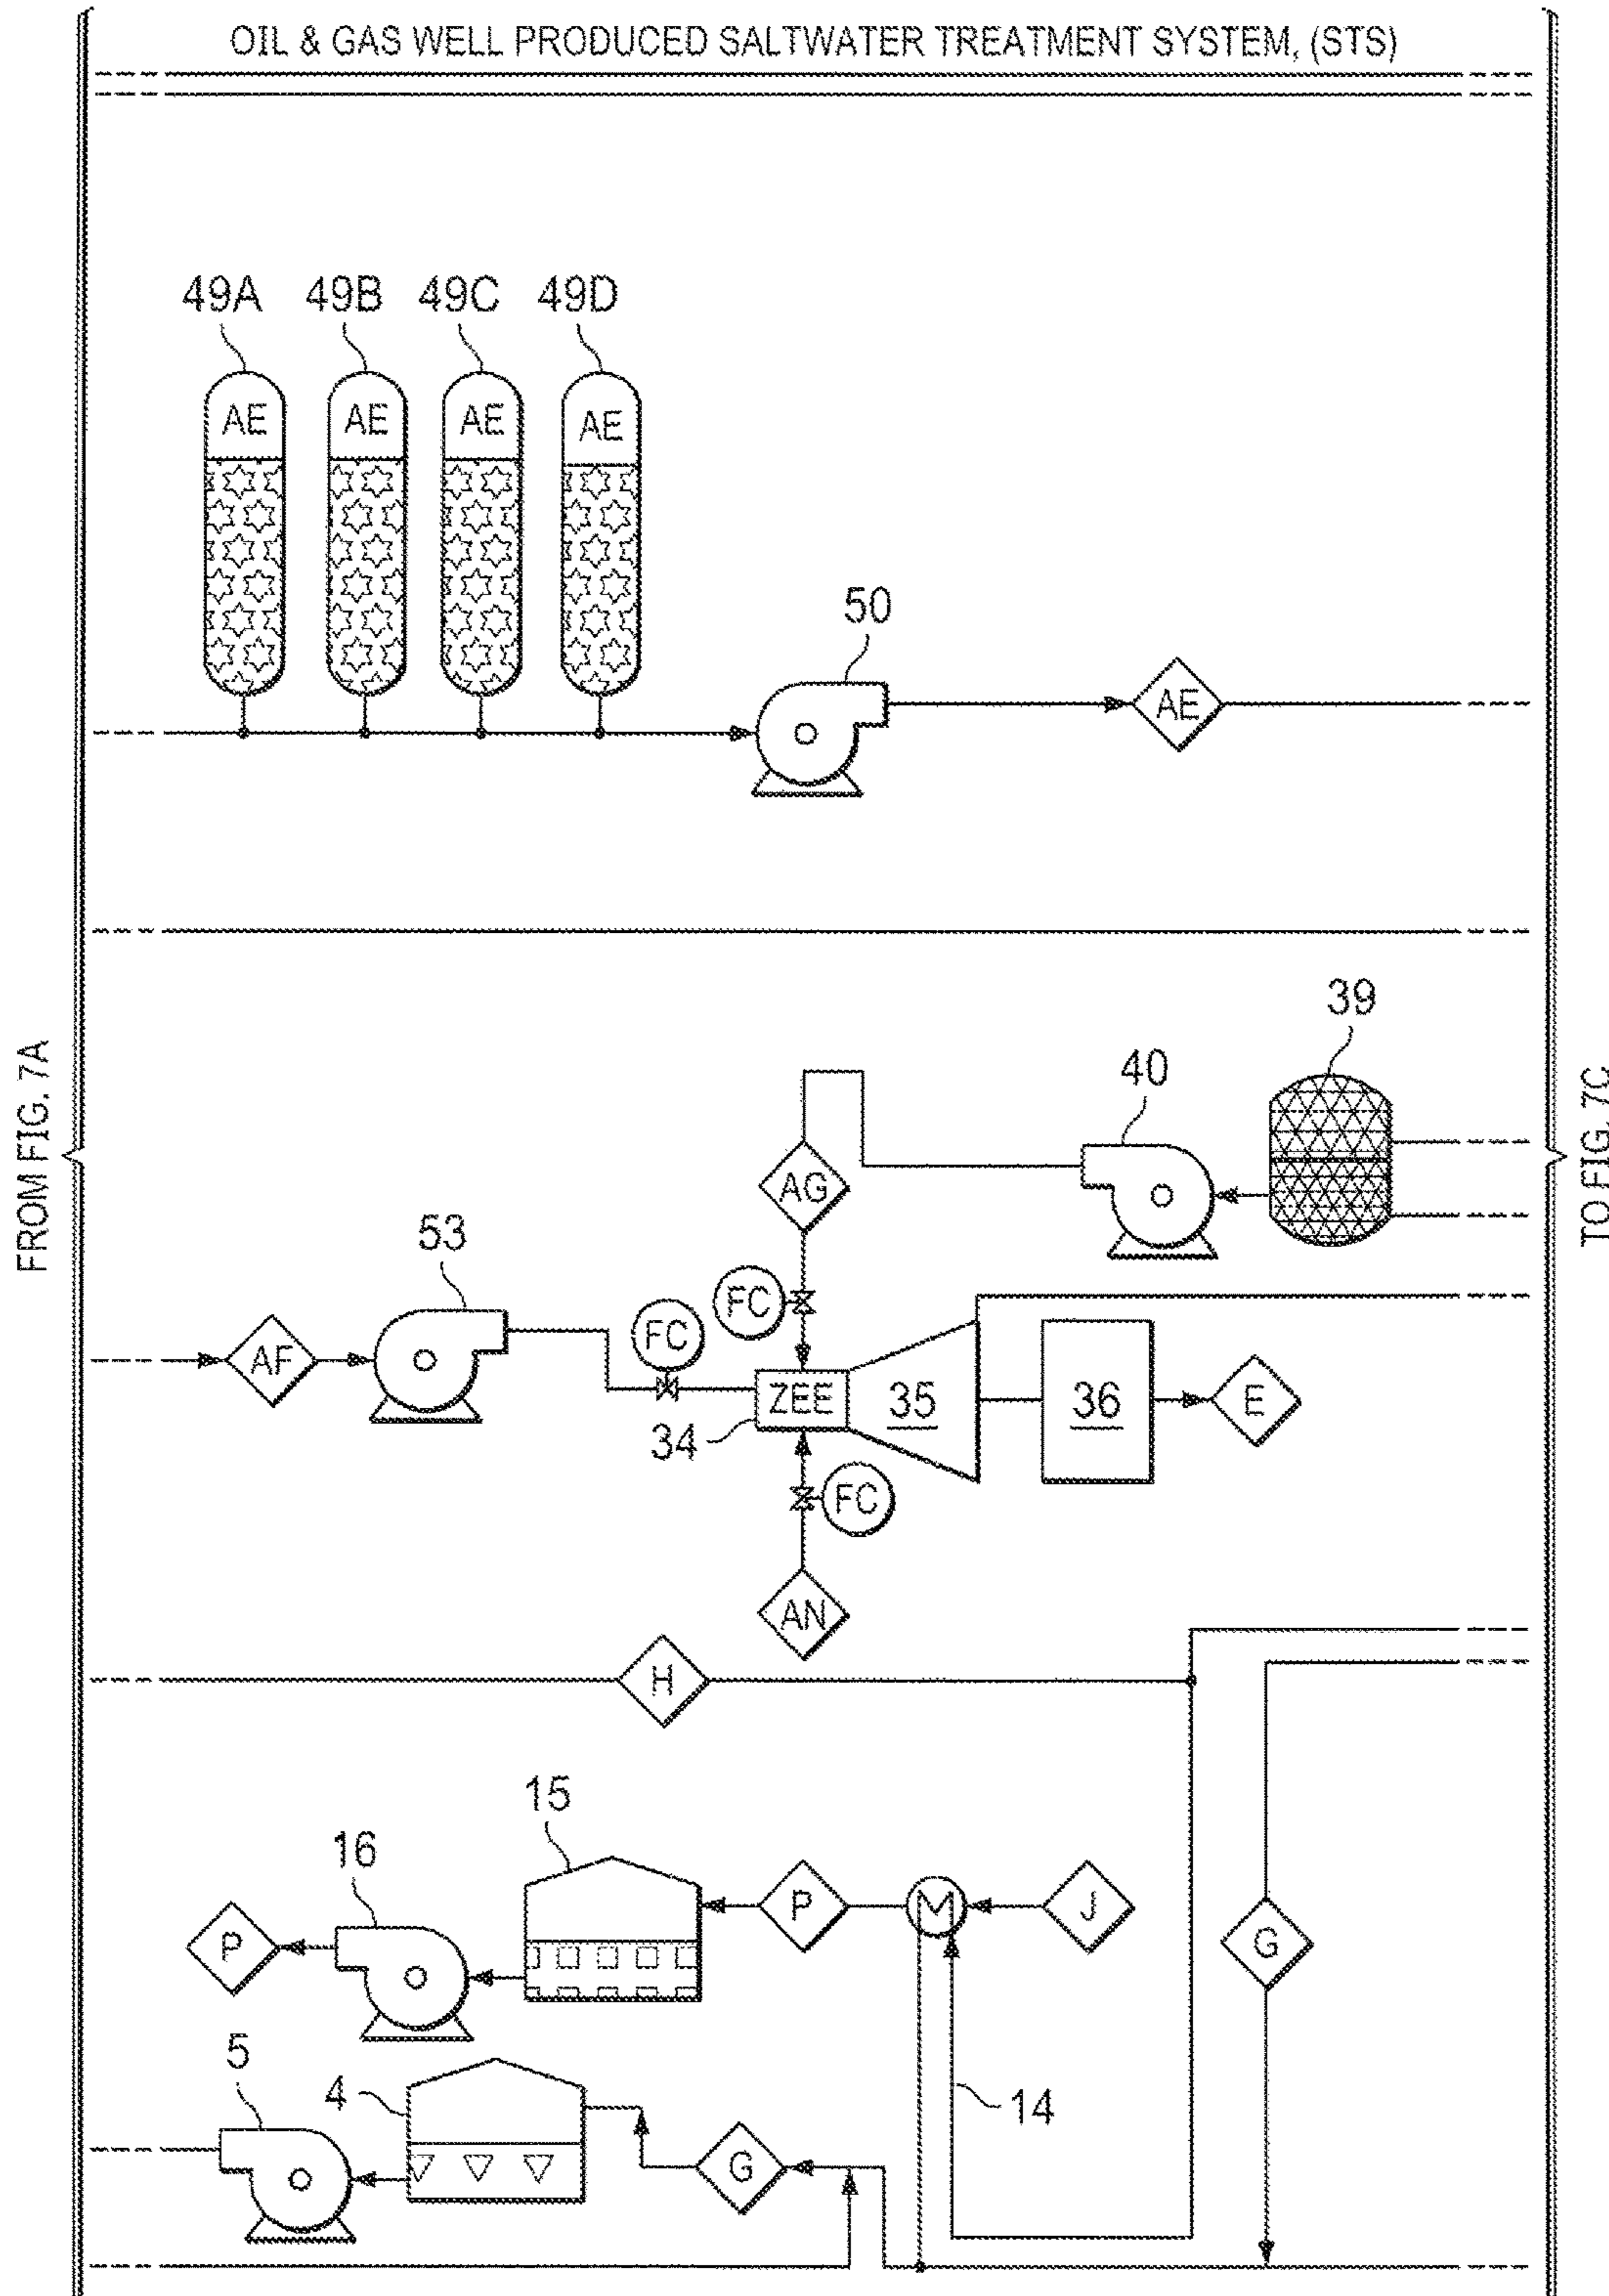 OIL & GAS WELL PRODUCED SALTWATER TREATMENT SYSTEM, (STS)
49A 49B 49C 49D
AE AE AE AE
50
AE
FROM FIG. 7A
TO FIG. 7C
39
40
AG
53
FC
FC
AF
ZEE
35
36
E
34
FC
AN
H
15
16
P
J
P
G
5
4
14
G